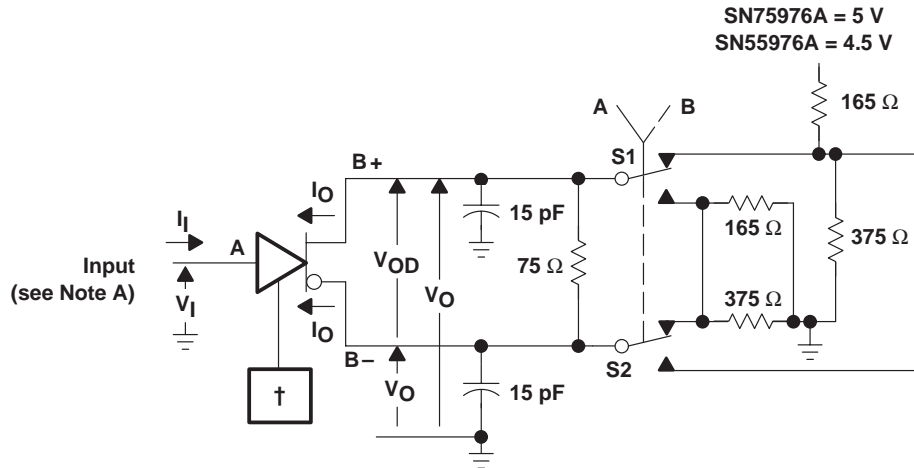 SN75976A = 5 V
SN55976A = 4.5 V
165 Ω
A
B
S1
B+
IO
II
A
Input
(see Note A)
VI
VOD
VO
15 pF
75 Ω
165 Ω
375 Ω
375 Ω
IO
B−
S2
VO
15 pF
†